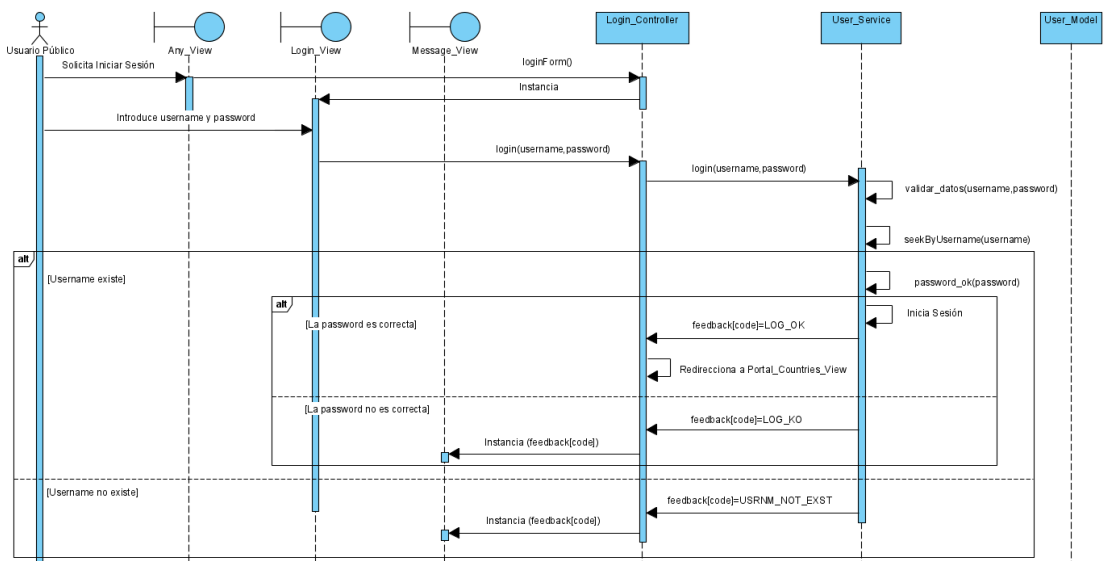 Login_Controller
User_Service
User_Model
Usuario Público
Any_View
Login_View
Message_View
Solicita Iniciar Sesión
loginForm()
Instancia
Introduce username y password
login(username,password)
login(username,password)
validar_datos(username,password)
seekByUsername(username)
alt
[Username existe]
password_ok(password)
alt
[La password es correcta]
Inicia Sesión
feedback[code]=LOG_OK
Redirecciona a Portal_Countries_View
[La password no es correcta]
feedback[code]=LOG_KO
Instancia (feedback[code])
[Username no existe]
feedback[code]=USRNM_NOT_EXST
Instancia (feedback[code])